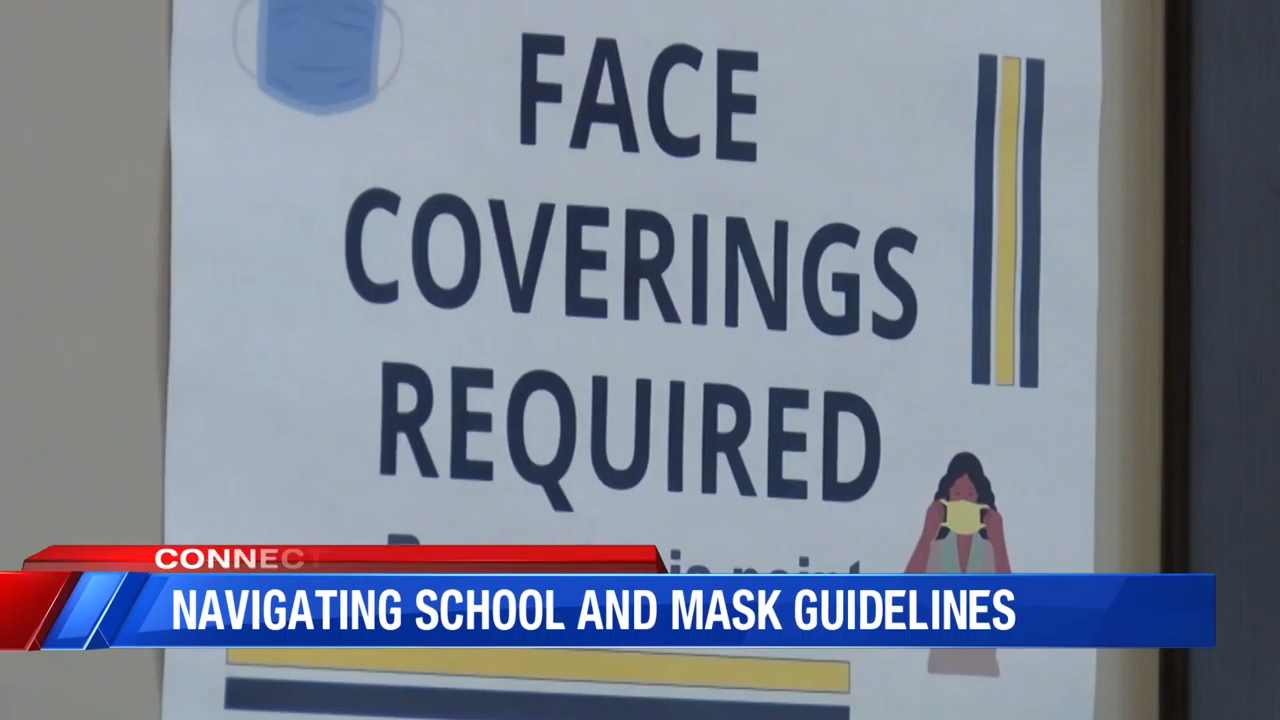 FACE
COVERINGS
REQUIRED
CONNECT
NAVIGATING SCHOOL AND MASK GUIDELINES